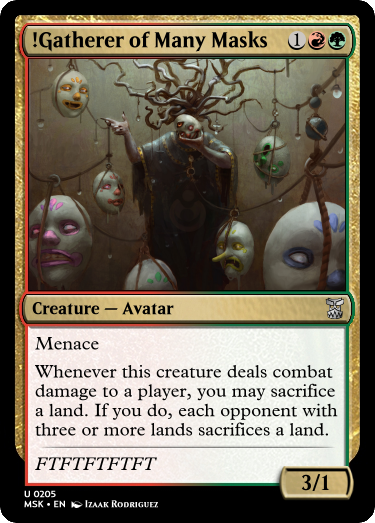 !Gatherer of Many Masks 1
Creature — Avatar
Menace
Whenever this creature deals combat
damage to a player, you may sacrifice
a land. If you do, each opponent with
three or more lands sacrifices a land.
FTFTFTFTFT
3/1
U 0205
MSK • EN Izaak Rodriguez